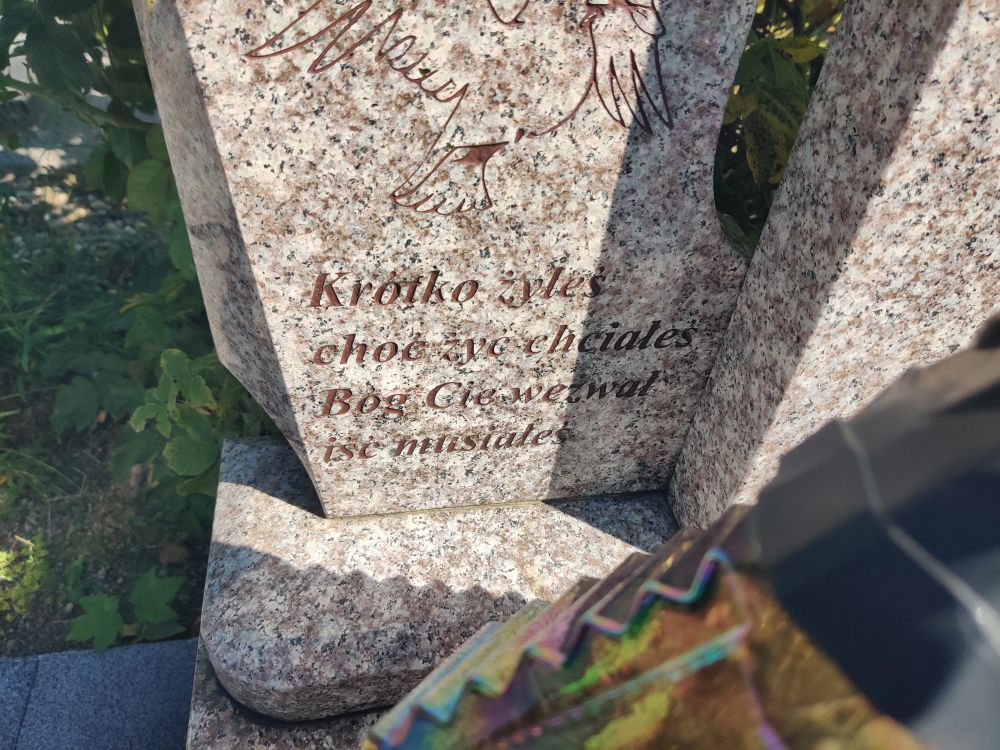 Krótko żyłeś
choć żyć chciałeś
Bóg Cię wezwał
iść musiałeś